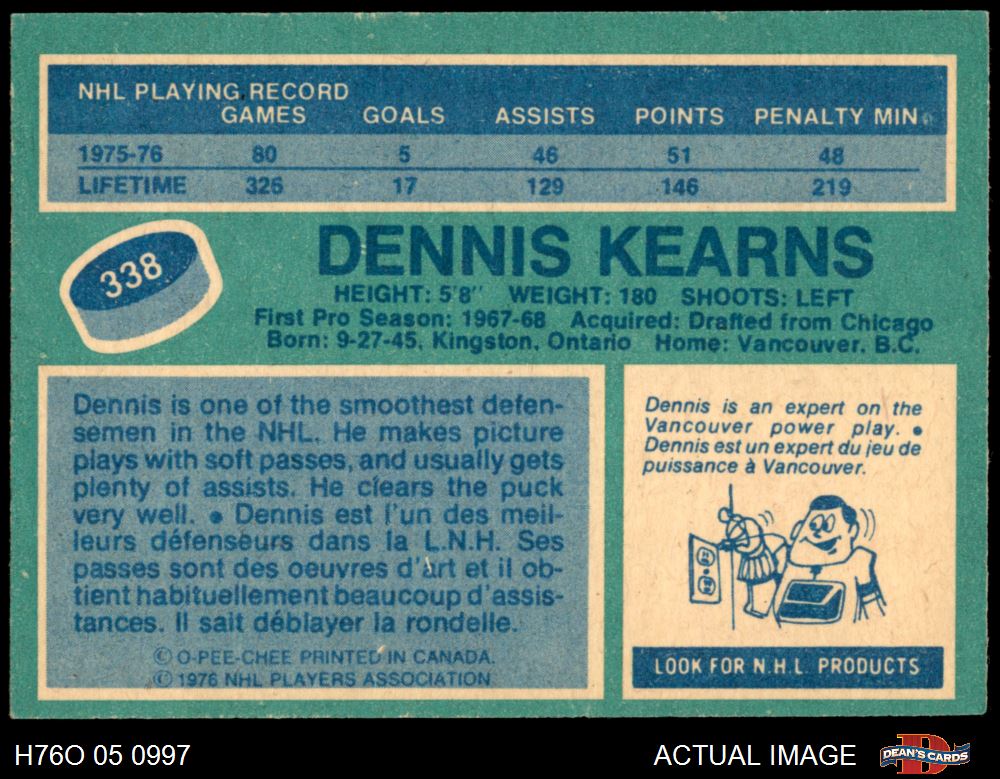 NHL PLAYING RECORD
GAMES GOALS ASSISTS POINTS PENALTY MIN.
1975-76 80 5 46 51 48
LIFETIME 326 17 129 146 219
338
DENNIS KEARNS
HEIGHT: 5'8" WEIGHT: 180 SHOOTS: LEFT
First Pro Season: 1967-68 Acquired: Drafted from Chicago
Born: 9-27-45, Kingston, Ontario Home: Vancouver, B.C.
Dennis is one of the smoothest defen-
semen in the NHL. He makes picture
plays with soft passes, and usually gets
plenty of assists. He clears the puck
very well. • Dennis est l'un des meil-
leurs défenseurs dans la L.N.H. Ses
passes sont des oeuvres d'art et il ob-
tient habituellement beaucoup d'assis-
tances. Il sait déblayer la rondelle.
© O-PEE-CHEE PRINTED IN CANADA.
© 1976 NHL PLAYERS ASSOCIATION
Dennis is an expert on the
Vancouver power play. •
Dennis est un expert du jeu de
puissance à Vancouver.
LOOK FOR N.H.L PRODUCTS
H76O 05 0997
ACTUAL IMAGE
DEAN'S CARDS